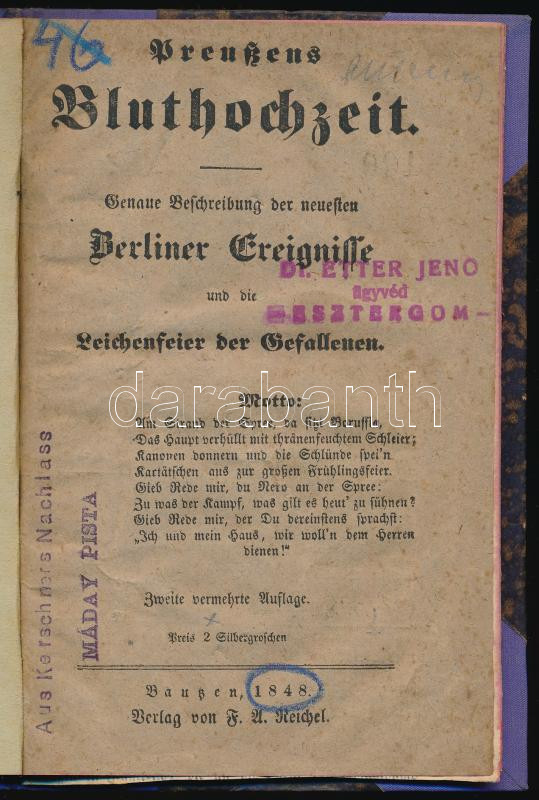 46
Preußens
Bluthochzeit.
Genaue Beschreibung der neuesten
Berliner Ereignisse
und die
Leichenfeier der Gefallenen.
Dr. ETTER JENŐ
ügyvéd
ESZTERGOM
darabanth
Motto:
Am Strand der Spree, da sitzt Borussia,
Das Haupt verhüllt mit thränenfeuchtem Schleier;
Kanonen donnern und die Schlünde spei'n
Kartätschen aus zur großen Frühlingsfeier.
Gieb Rede mir, du Nero an der Spree:
Zu was der Kampf, was gilt es heut' zu sühnen?
Gieb Rede mir, der Du dereinstens sprachst:
„Ich und mein Haus, wir woll'n dem Herren
dienen!"
Aus Kerschners Nachlass
MÁDAY PISTA
Zweite vermehrte Auflage.
Preis 2 Silbergroschen
Baußen, 1848.
Verlag von F. A. Reichel.